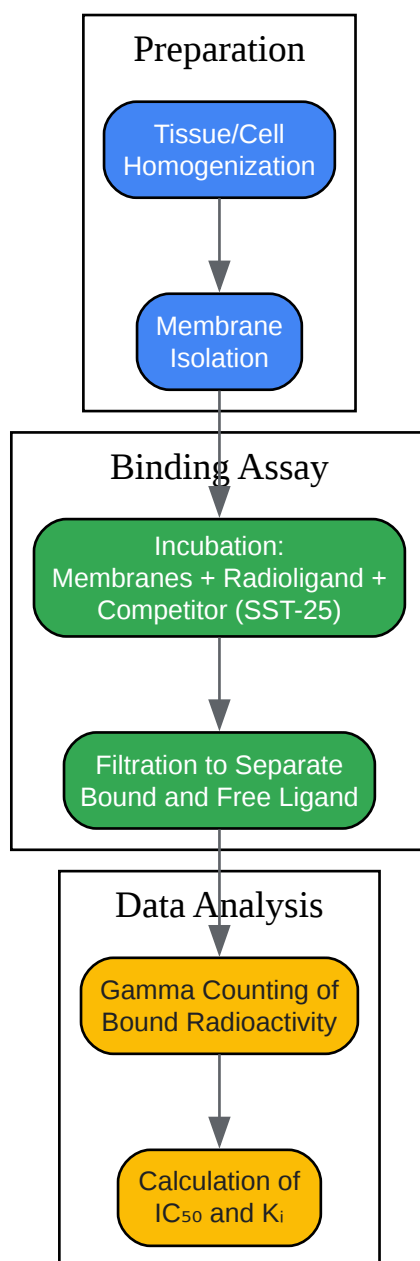 Preparation
Tissue/Cell
Homogenization
Membrane
Isolation
Binding Assay
Incubation:
Membranes + Radioligand +
Competitor (SST-25)
Filtration to Separate
Bound and Free Ligand
Data Analysis
Gamma Counting of
Bound Radioactivity
Calculation of
IC₅₀ and Kᵢ